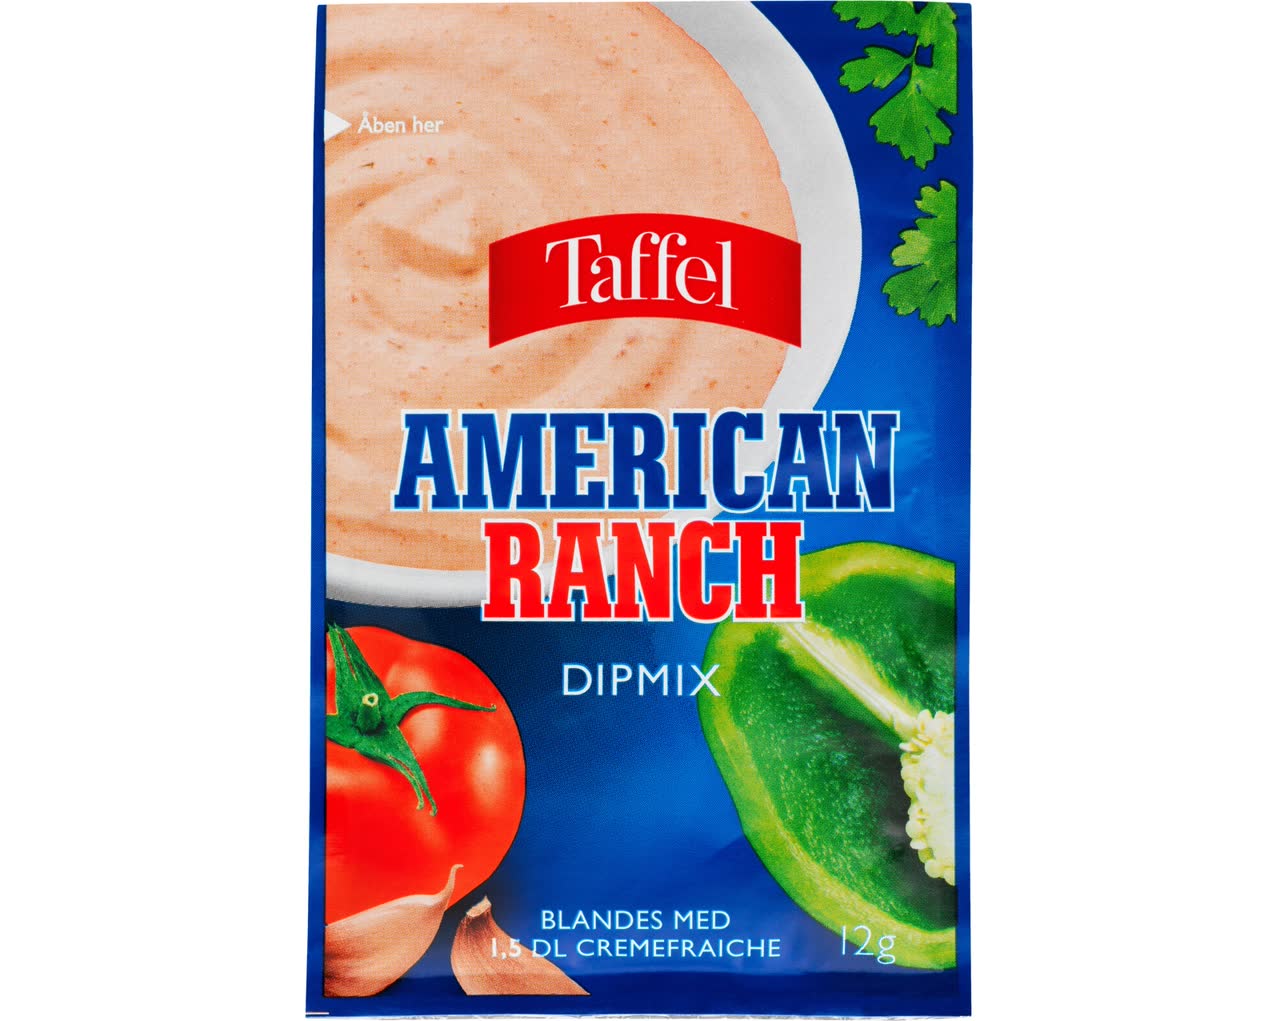 Åben her
Taffel
AMERICAN
RANCH
DIPMIX
BLANDES MED
1,5 DL CREMEFRAICHE
12g